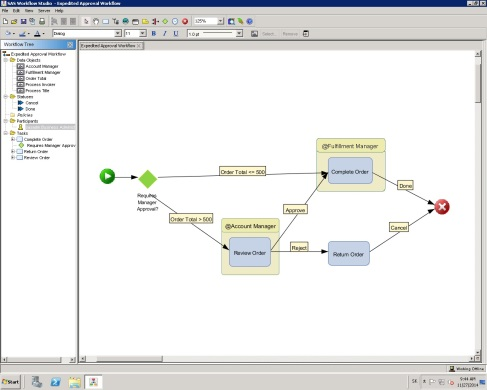 SAS Workflow Studio - Expedited Approval Workflow
File Edit View Server Help
125%
Dialog
11
B I U
1.0 pt
Select
Workflow Tree
Expedited Approval Workflow
Expedited Approval Workflow
Data Objects
Account Manager
Fulfillment Manager
Order Total
Process Invoker
Process Title
Statuses
Cancel
Done
Policies
Participants
Tasks
Complete Order
Requires Manager Approv
Return Order
Review Order
@Fulfillment Manager
Complete Order
Order Total <= 500
Done
Requires
Manager
Approval?
Approve
Order Total > 500
@Account Manager
Cancel
Review Order
Reject
Return Order
Working Offline
Start
9:44 AM